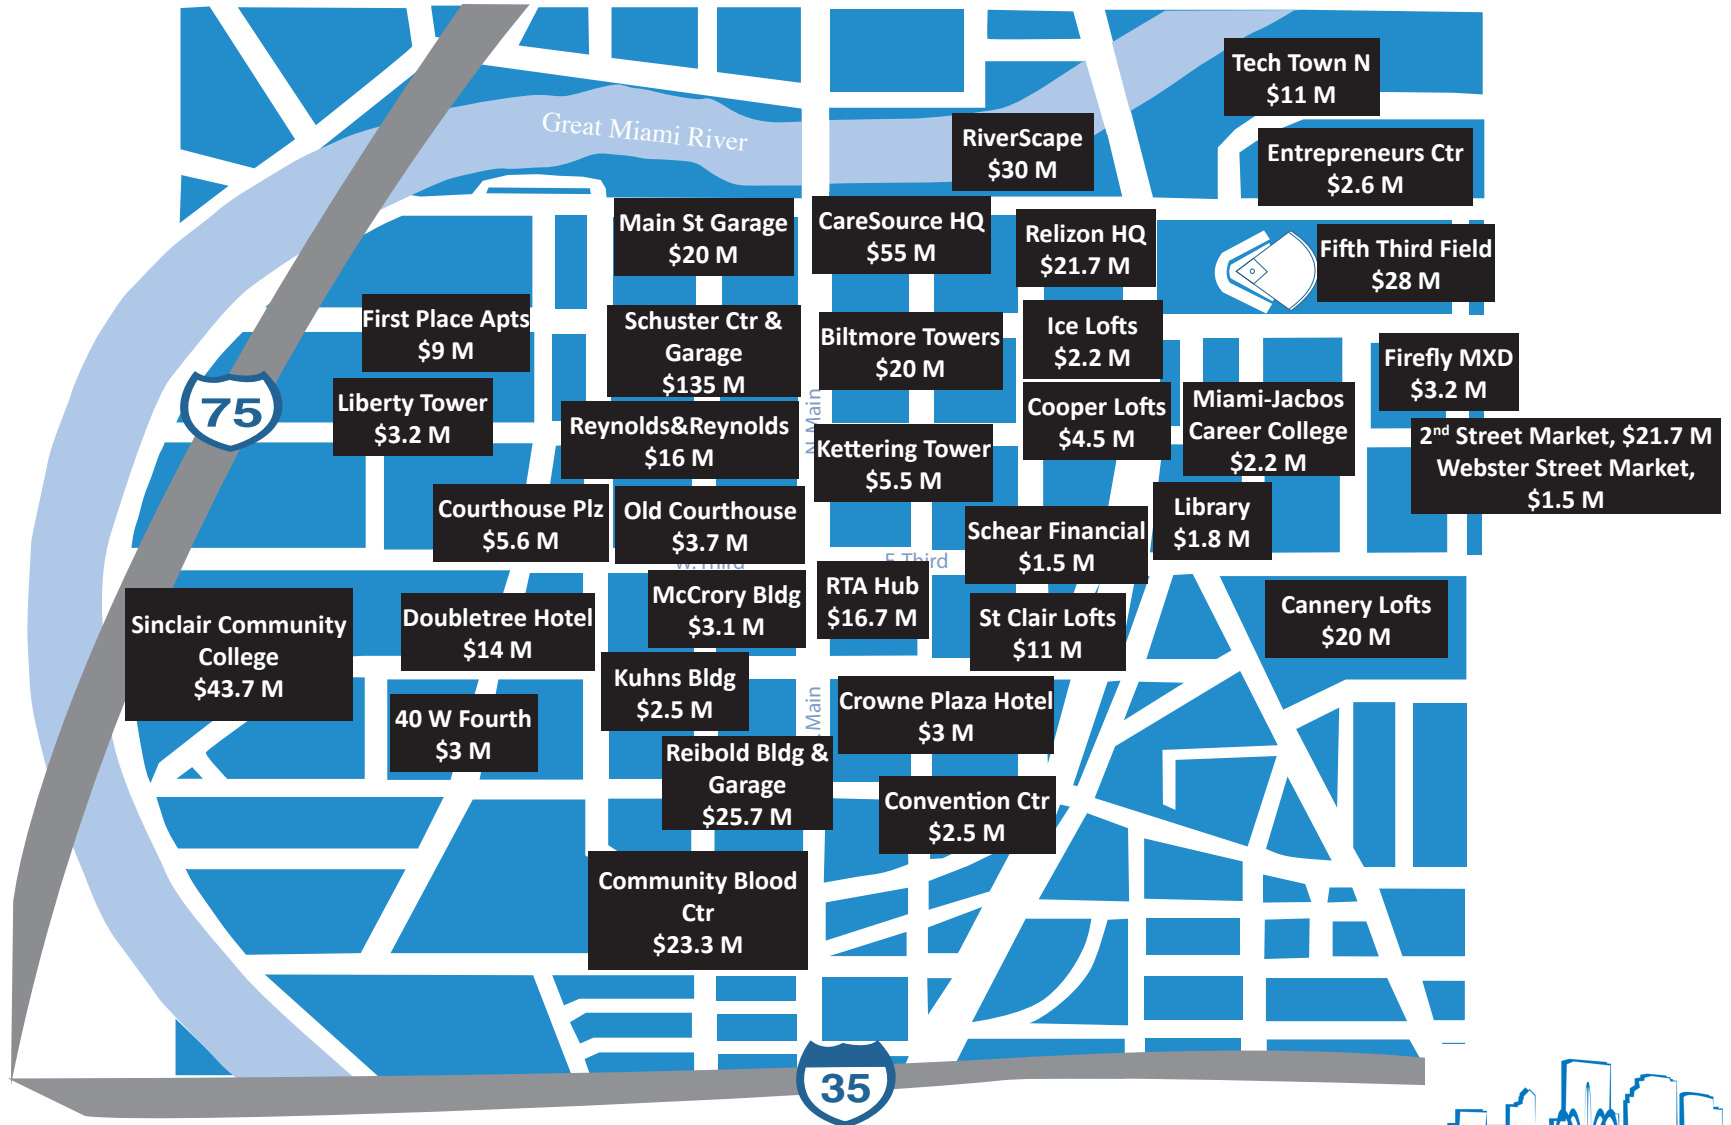 Tech Town N
$11 M
Great Miami River
RiverScape
$30 M
Entrepreneurs Ctr
$2.6 M
Main St Garage
$20 M
CareSource HQ
$55 M
Relizon HQ
$21.7 M
Fifth Third Field
$28 M
First Place Apts
$9 M
Schuster Ctr &
Garage
$135 M
Biltmore Towers
$20 M
Ice Lofts
$2.2 M
Firefly MXD
$3.2 M
75
Liberty Tower
$3.2 M
Reynolds&Reynolds
$16 M
N. Main
Kettering Tower
$5.5 M
Cooper Lofts
$4.5 M
Miami-Jacbos
Career College
$2.2 M
2nd Street Market, $21.7 M
Webster Street Market,
$1.5 M
Courthouse Plz
$5.6 M
Old Courthouse
$3.7 M
Schear Financial
$1.5 M
Library
$1.8 M
W. Third
E. Third
Sinclair Community
College
$43.7 M
Doubletree Hotel
$14 M
McCrory Bldg
$3.1 M
RTA Hub
$16.7 M
St Clair Lofts
$11 M
Cannery Lofts
$20 M
Kuhns Bldg
$2.5 M
40 W Fourth
$3 M
Main
Crowne Plaza Hotel
$3 M
Reibold Bldg &
Garage
$25.7 M
Convention Ctr
$2.5 M
Community Blood
Ctr
$23.3 M
35